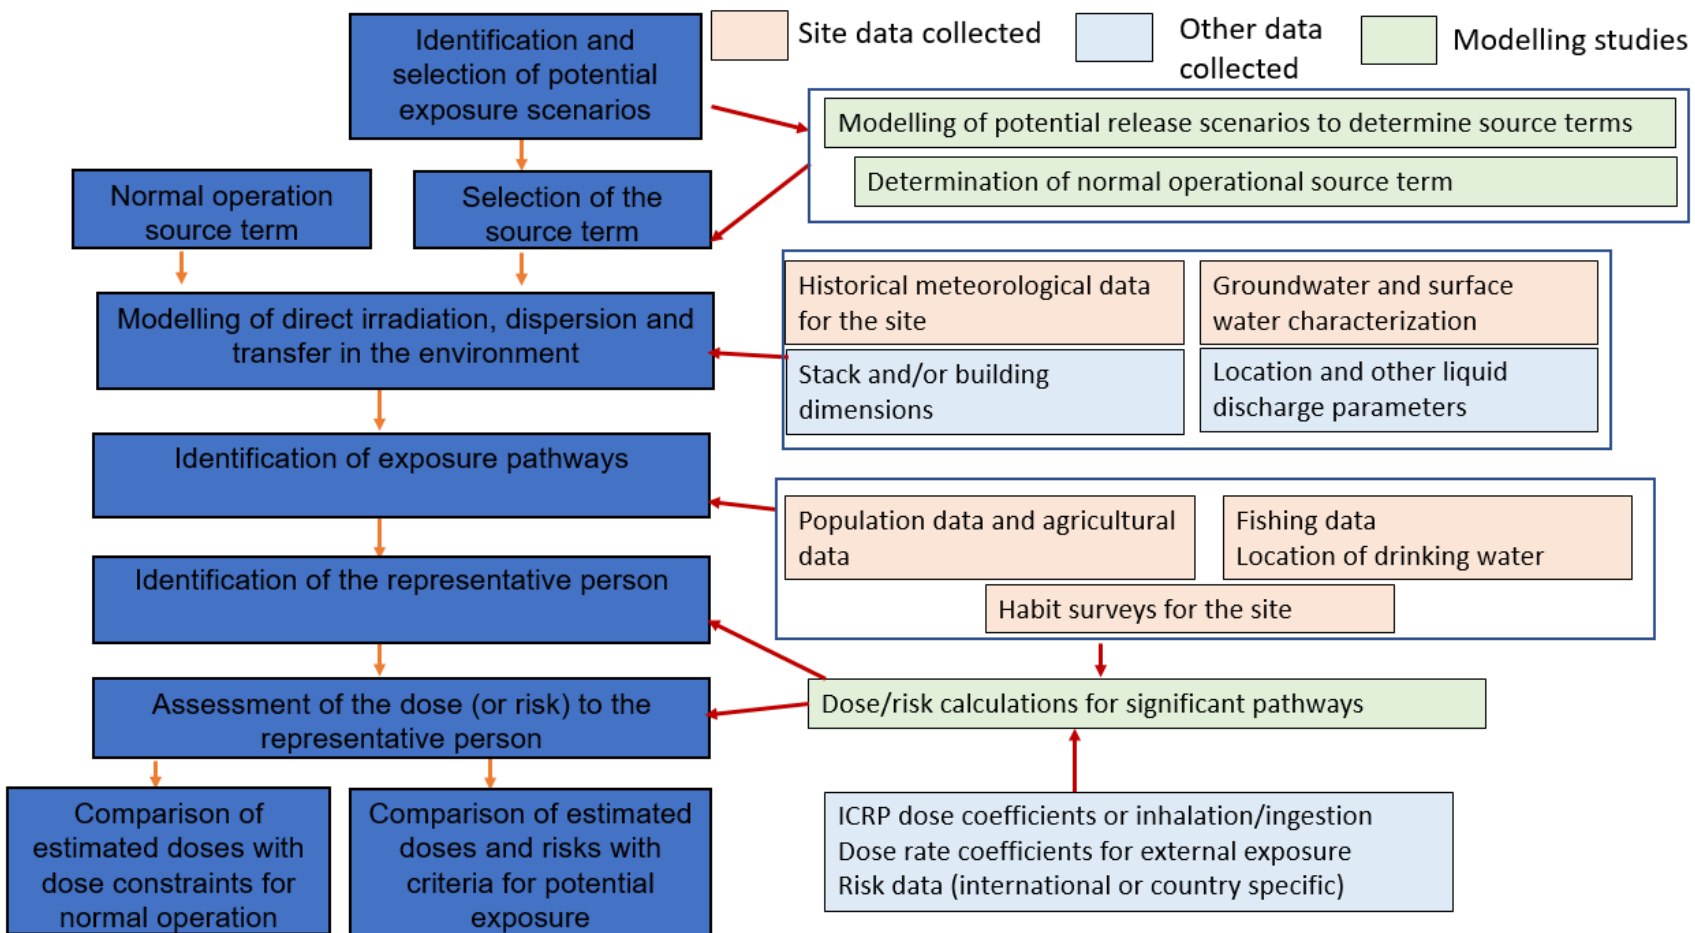 Identification and
selection of potential
exposure scenarios
Site data collected
Other data
collected
Modelling studies
Modelling of potential release scenarios to determine source terms
Determination of normal operational source term
Normal operation
source term
Selection of the
source term
Historical meteorological data
for the site
Groundwater and surface
water characterization
Stack and/or building
dimensions
Location and other liquid
discharge parameters
Modelling of direct irradiation, dispersion and
transfer in the environment
Identification of exposure pathways
Population data and agricultural
data
Fishing data
Location of drinking water
Habit surveys for the site
Identification of the representative person
Assessment of the dose (or risk) to the
representative person
Dose/risk calculations for significant pathways
Comparison of
estimated doses with
dose constraints for
normal operation
Comparison of estimated
doses and risks with
criteria for potential
exposure
ICRP dose coefficients or inhalation/ingestion
Dose rate coefficients for external exposure
Risk data (international or country specific)